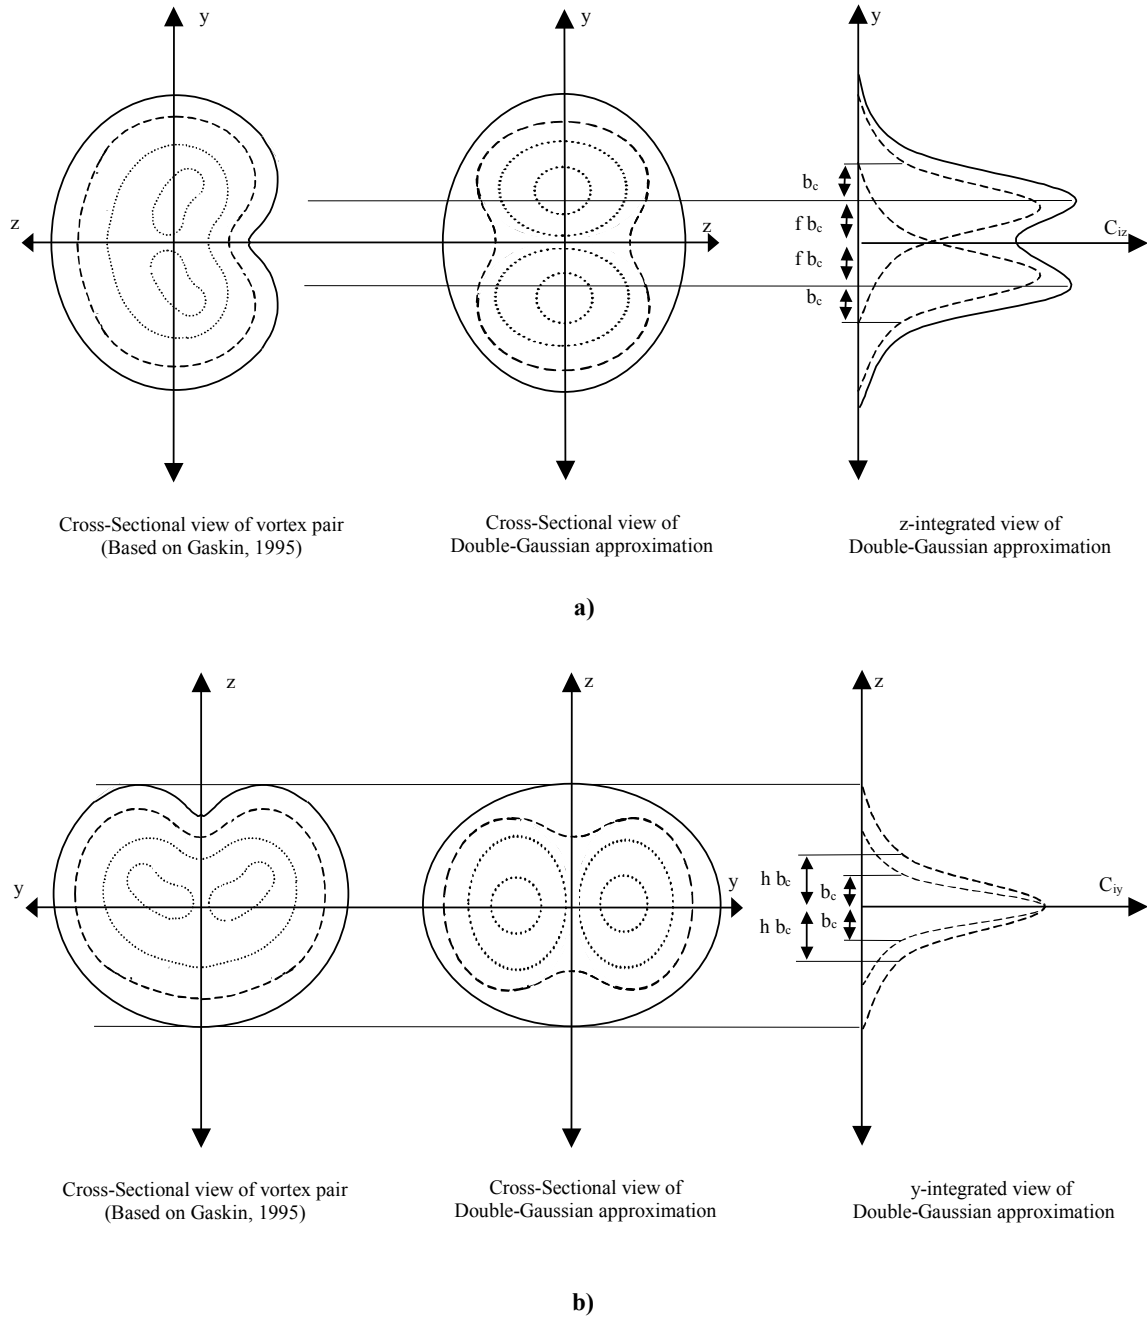 y
y
y
z
z
C_iz
b_c
f b_c
f b_c
b_c
Cross-Sectional view of vortex pair
(Based on Gaskin, 1995)
Cross-Sectional view of
Double-Gaussian approximation
z-integrated view of
Double-Gaussian approximation
a)
z
z
z
y
y
C_iy
h b_c
b_c
h b_c
b_c
Cross-Sectional view of vortex pair
(Based on Gaskin, 1995)
Cross-Sectional view of
Double-Gaussian approximation
y-integrated view of
Double-Gaussian approximation
b)